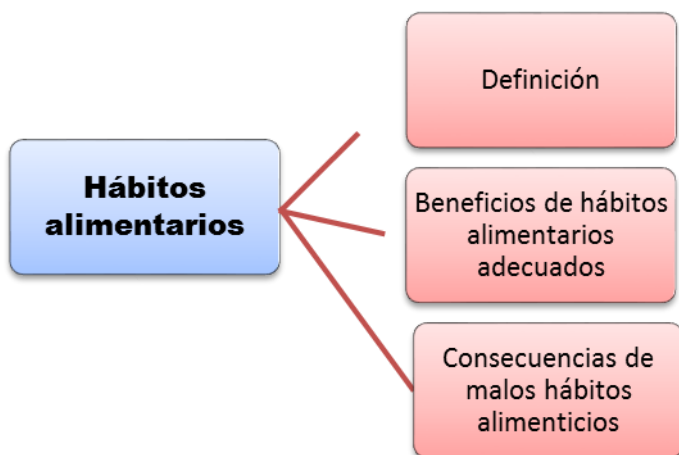 Hábitos
alimentarios
Definición
Beneficios de hábitos
alimentarios
adecuados
Consecuencias de
malos hábitos
alimenticios